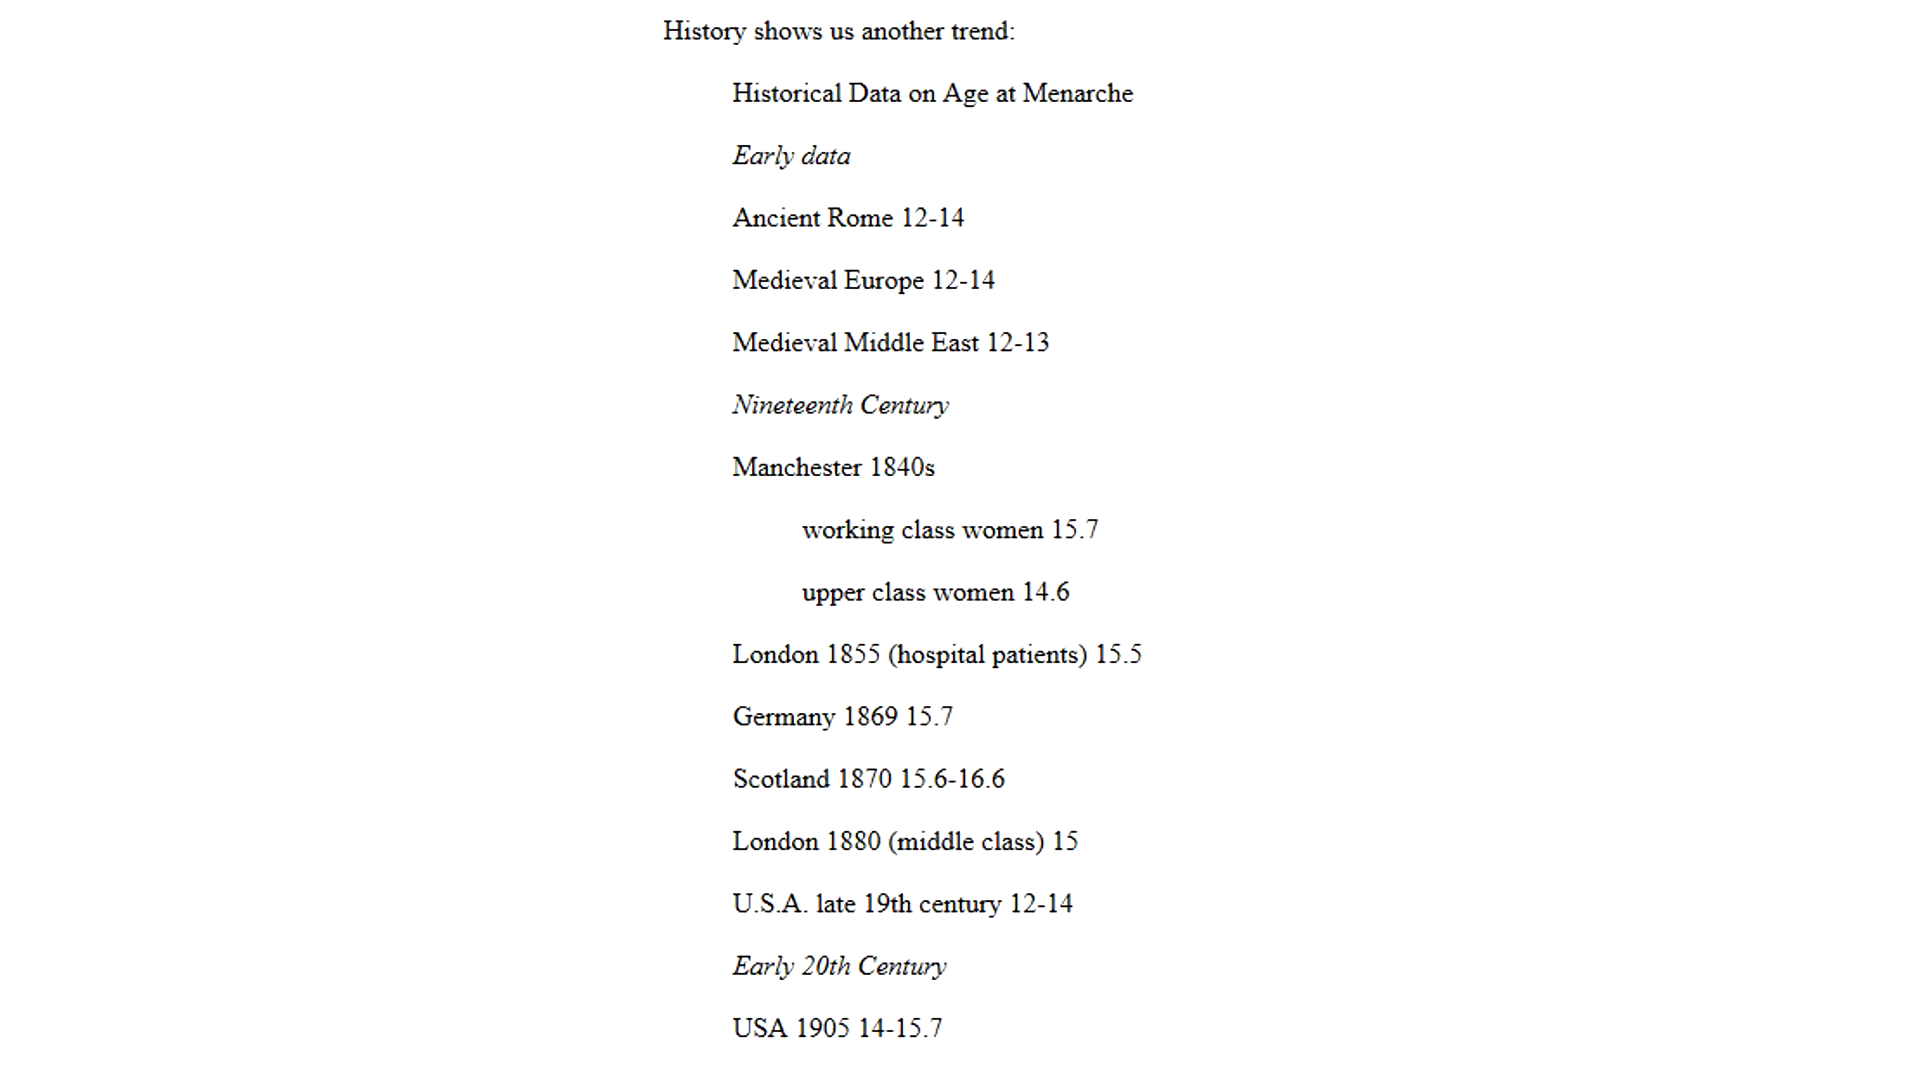 History shows us another trend:
Historical Data on Age at Menarche
Early data
Ancient Rome 12-14
Medieval Europe 12-14
Medieval Middle East 12-13
Nineteenth Century
Manchester 1840s
working class women 15.7
upper class women 14.6
London 1855 (hospital patients) 15.5
Germany 1869 15.7
Scotland 1870 15.6-16.6
London 1880 (middle class) 15
U.S.A. late 19th century 12-14
Early 20th Century
USA 1905 14-15.7